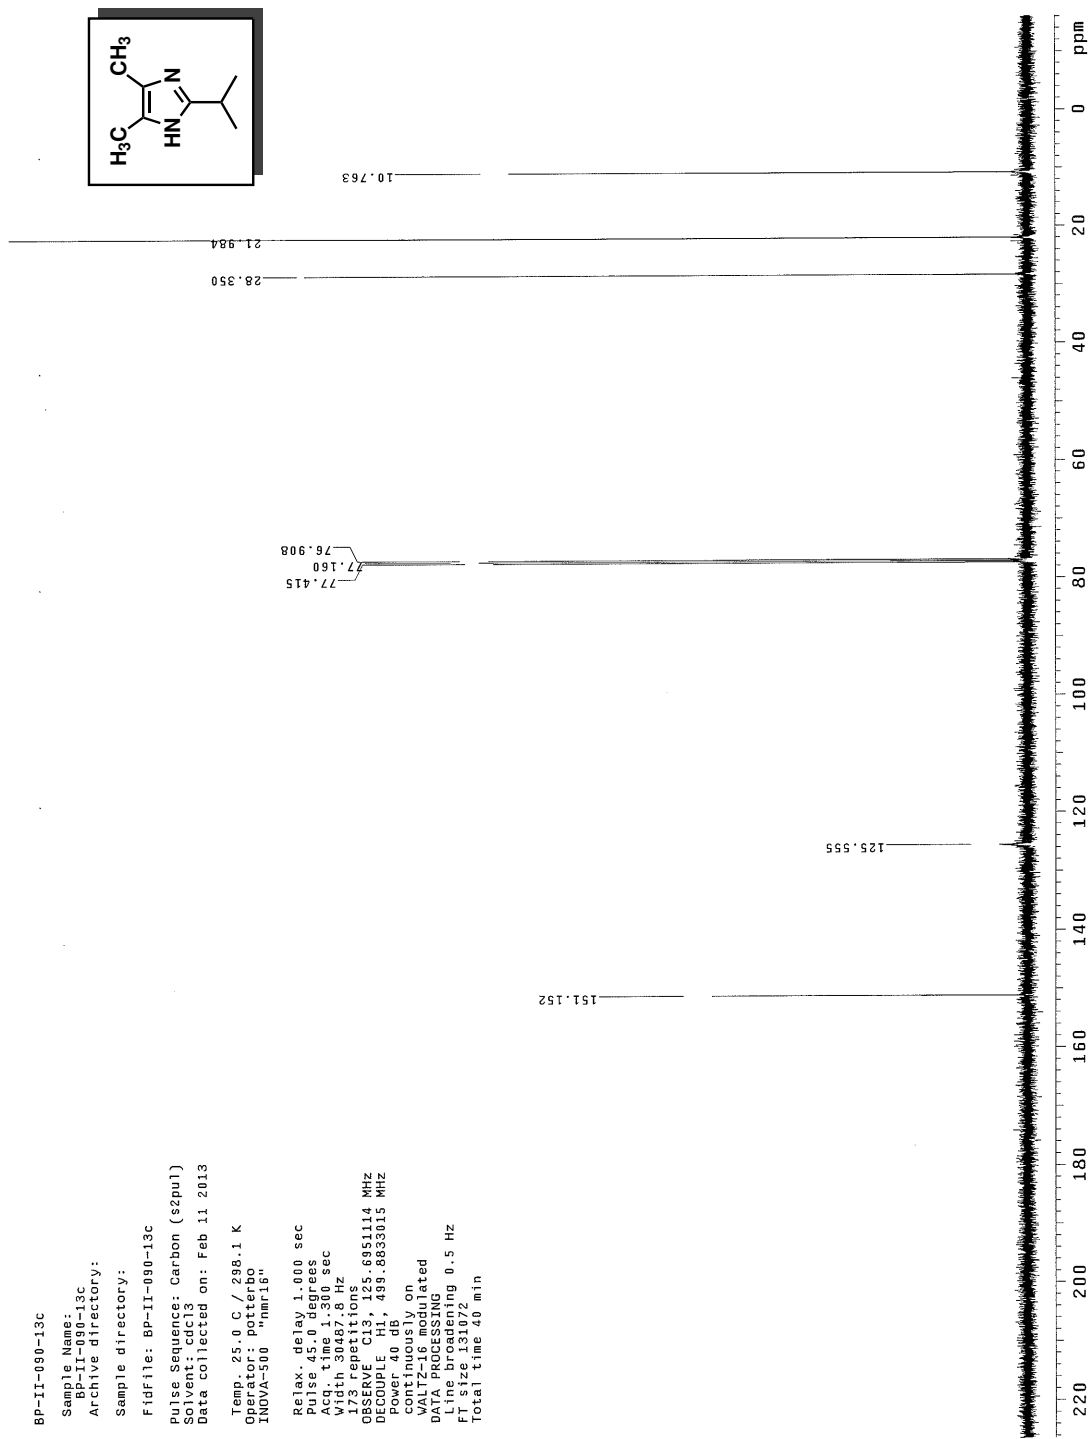 BP-II-090-13c
Sample Name:
BP-II-090-13c
Archive directory:
Sample directory:
FidFile: BP-II-090-13c
Pulse Sequence: Carbon (s2pul)
Solvent: cdcl3
Data collected on: Feb 11 2013
Temp. 25.0 C / 298.1 K
Operator: potterbo
INOVA-500 "nmr16"
Relax. delay 1.000 sec
Pulse 45.0 degrees
Acq. time 1.300 sec
Width 30487.8 Hz
173 repetitions
OBSERVE C13, 125.6951114 MHz
DECOUPLE H1, 499.8833015 MHz
Power 40 dB
continuously on
WALTZ-16 modulated
DATA PROCESSING
Line broadening 0.5 Hz
FT size 131072
Total time 40 min
H3C
CH3
HN
N
151.152
125.555
77.415
77.160
76.908
28.350
21.984
10.763
220 200 180 160 140 120 100 80 60 40 20 0 ppm